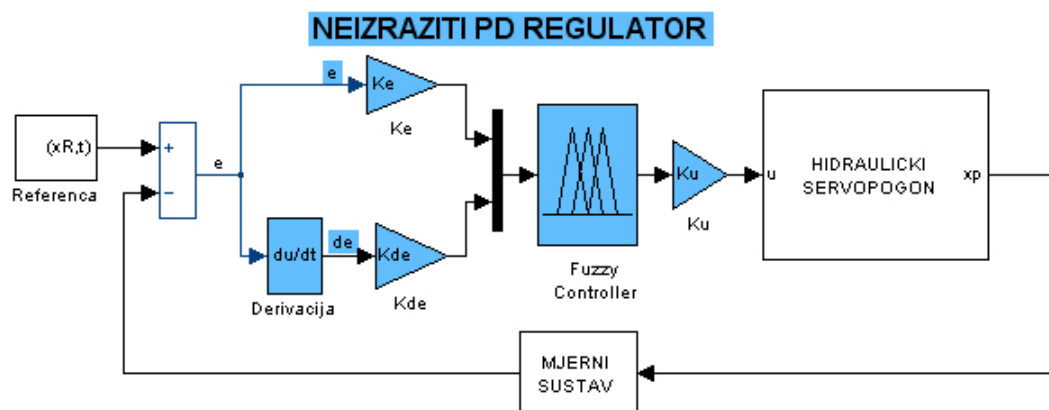 NEIZRAZITI PD REGULATOR
e
Ke
Ke
(xR,t)
Referenca
+
−
e
du/dt
Derivacija
de
Kde
Kde
Fuzzy
Controller
Ku
Ku
u
HIDRAULICKI
SERVOPOGON
xp
MJERNI
SUSTAV